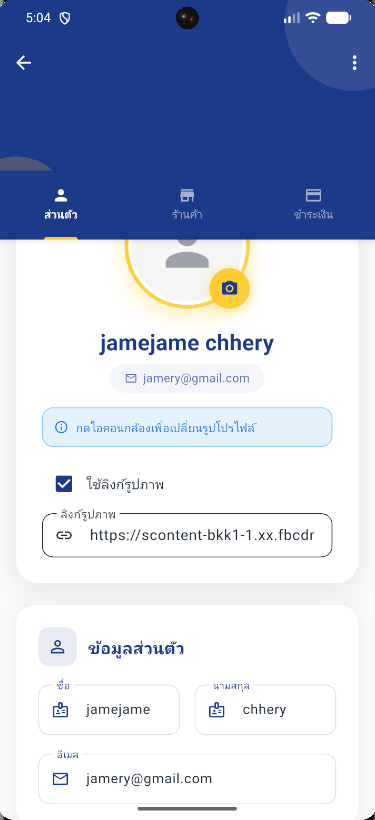 5:04
ส่วนตัว
ร้านค้า
ชำระเงิน
jamejame chhery
jamery@gmail.com
กดไอคอนกล้องเพื่อเปลี่ยนรูปโปรไฟล์
ใช้ลิงก์รูปภาพ
ลิงก์รูปภาพ
https://scontent-bkk1-1.xx.fbcdr
ข้อมูลส่วนตัว
ชื่อ
jamejame
นามสกุล
chhery
อีเมล
jamery@gmail.com